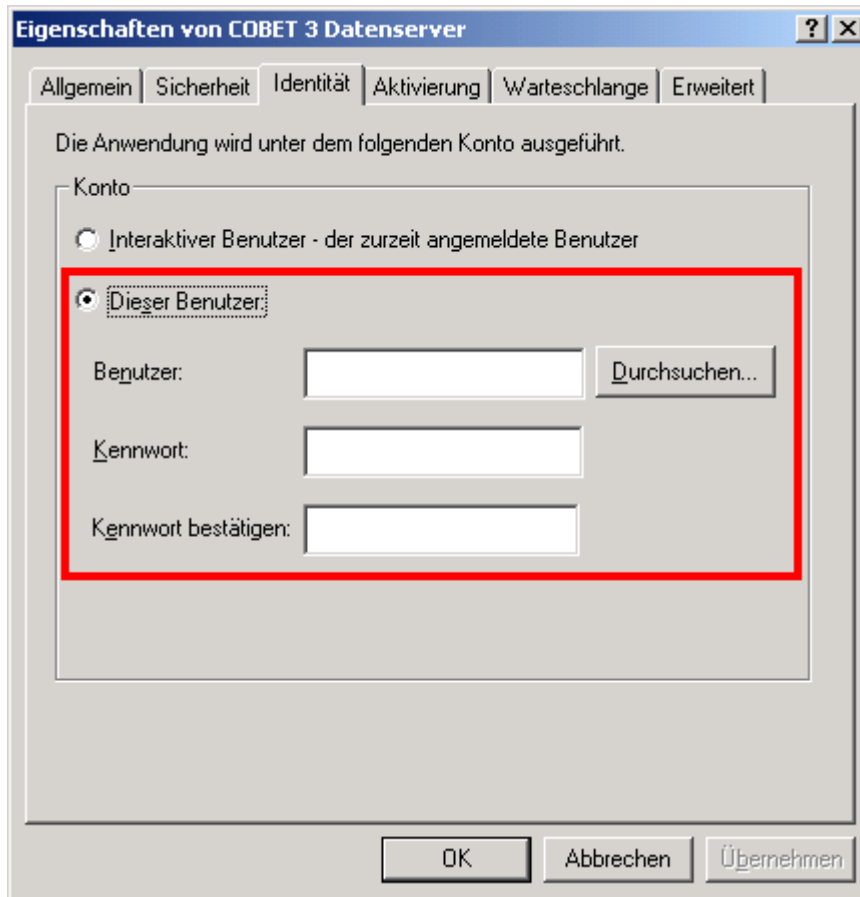 Eigenschaften von COBET 3 Datenserver
Allgemein Sicherheit Identität Aktivierung Warteschlange Erweitert
Die Anwendung wird unter dem folgenden Konto ausgeführt.
Konto
Interaktiver Benutzer - der zurzeit angemeldete Benutzer
Dieser Benutzer:
Benutzer: Durchsuchen...
Kennwort:
Kennwort bestätigen:
OK Abbrechen Übernehmen